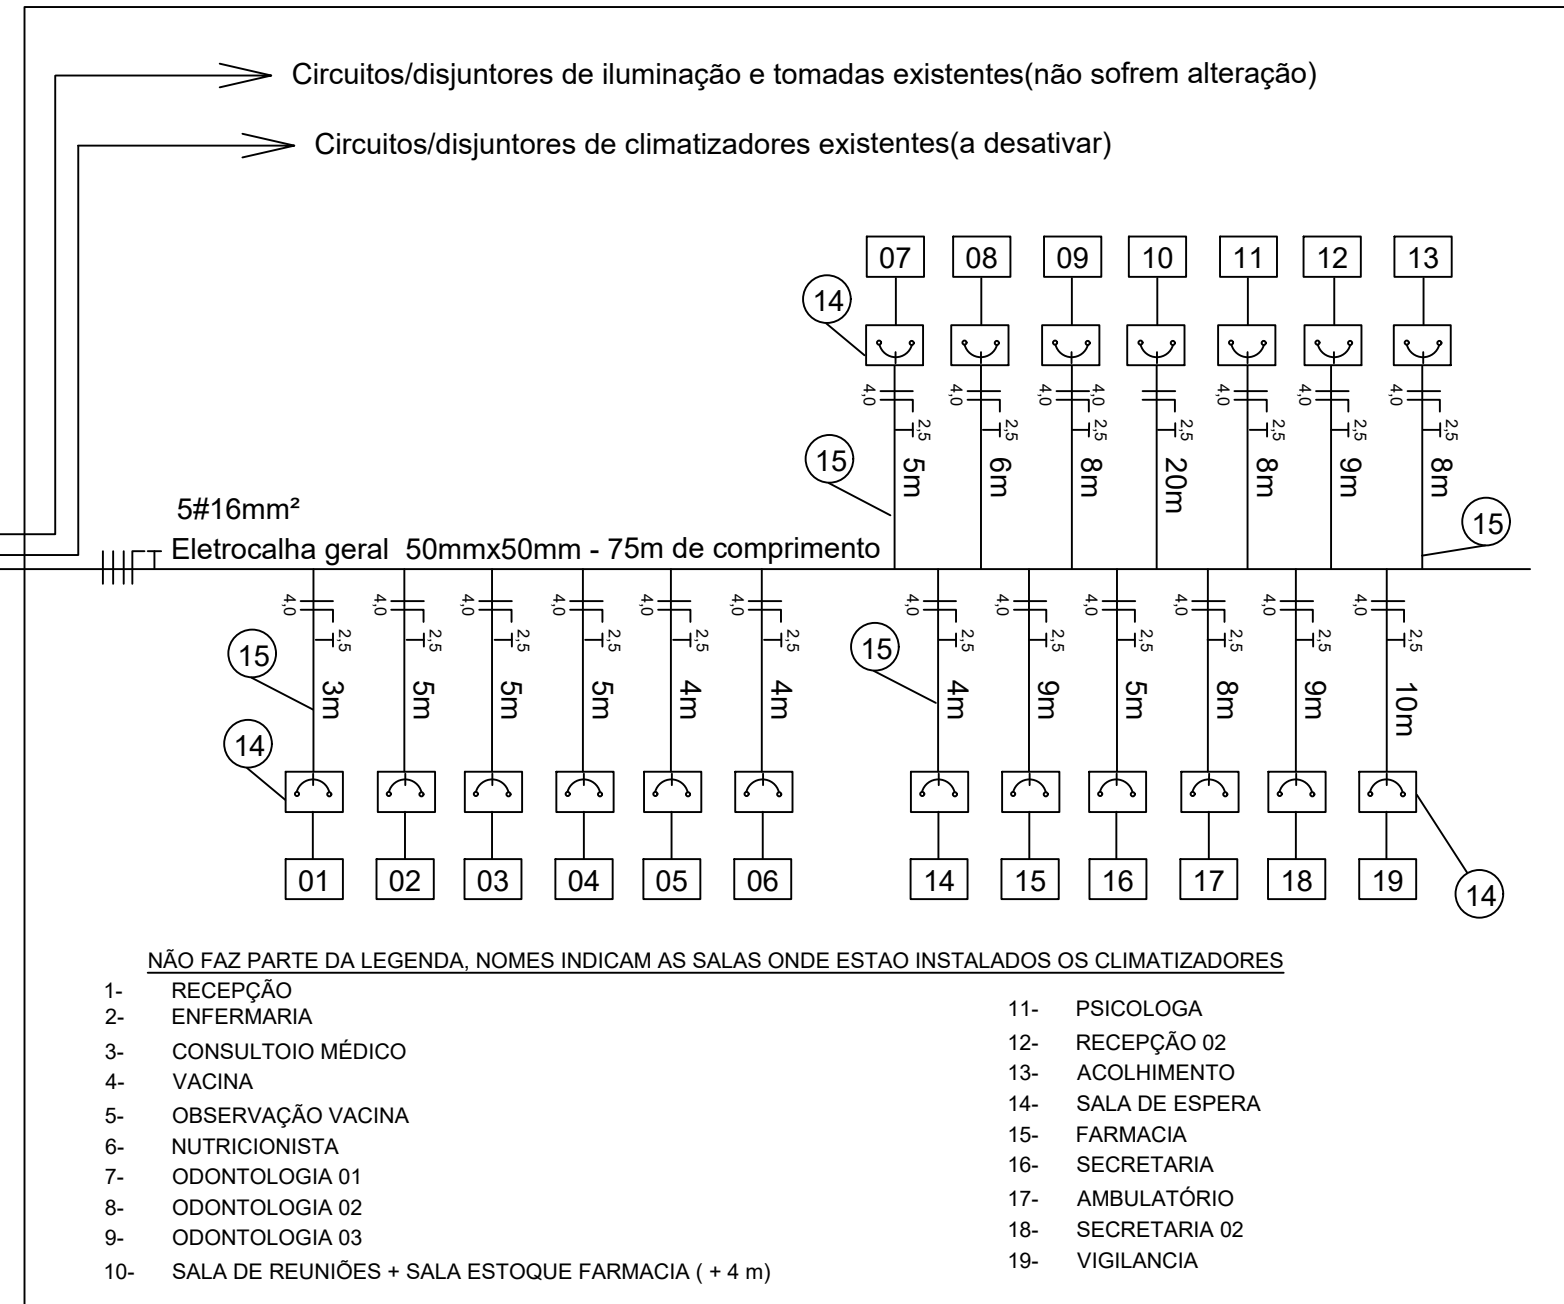 Circuitos/disjuntores de iluminação e tomadas existentes(não sofrem alteração)
Circuitos/disjuntores de climatizadores existentes(a desativar)
07 08 09 10 11 12 13
14
4,0 4,0 4,0 4,0 4,0 4,0 4,0
2,5 2,5 2,5 2,5 2,5 2,5 2,5
15
5m 6m 8m 20m 8m 9m 8m
15
5#16mm²
Eletrocalha geral 50mmx50mm - 75m de comprimento
4,0 4,0 4,0 4,0 4,0 4,0 4,0 4,0 4,0 4,0 4,0 4,0
2,5 2,5 2,5 2,5 2,5 2,5 2,5 2,5 2,5 2,5 2,5 2,5
15 15
3m 5m 5m 5m 4m 4m 4m 9m 5m 8m 9m 10m
14
01 02 03 04 05 06 14 15 16 17 18 19
14
NÃO FAZ PARTE DA LEGENDA, NOMES INDICAM AS SALAS ONDE ESTAO INSTALADOS OS CLIMATIZADORES
1- RECEPÇÃO
2- ENFERMARIA
3- CONSULTOIO MÉDICO
4- VACINA
5- OBSERVAÇÃO VACINA
6- NUTRICIONISTA
7- ODONTOLOGIA 01
8- ODONTOLOGIA 02
9- ODONTOLOGIA 03
10- SALA DE REUNIÕES + SALA ESTOQUE FARMACIA ( + 4 m)
11- PSICOLOGA
12- RECEPÇÃO 02
13- ACOLHIMENTO
14- SALA DE ESPERA
15- FARMACIA
16- SECRETARIA
17- AMBULATÓRIO
18- SECRETARIA 02
19- VIGILANCIA